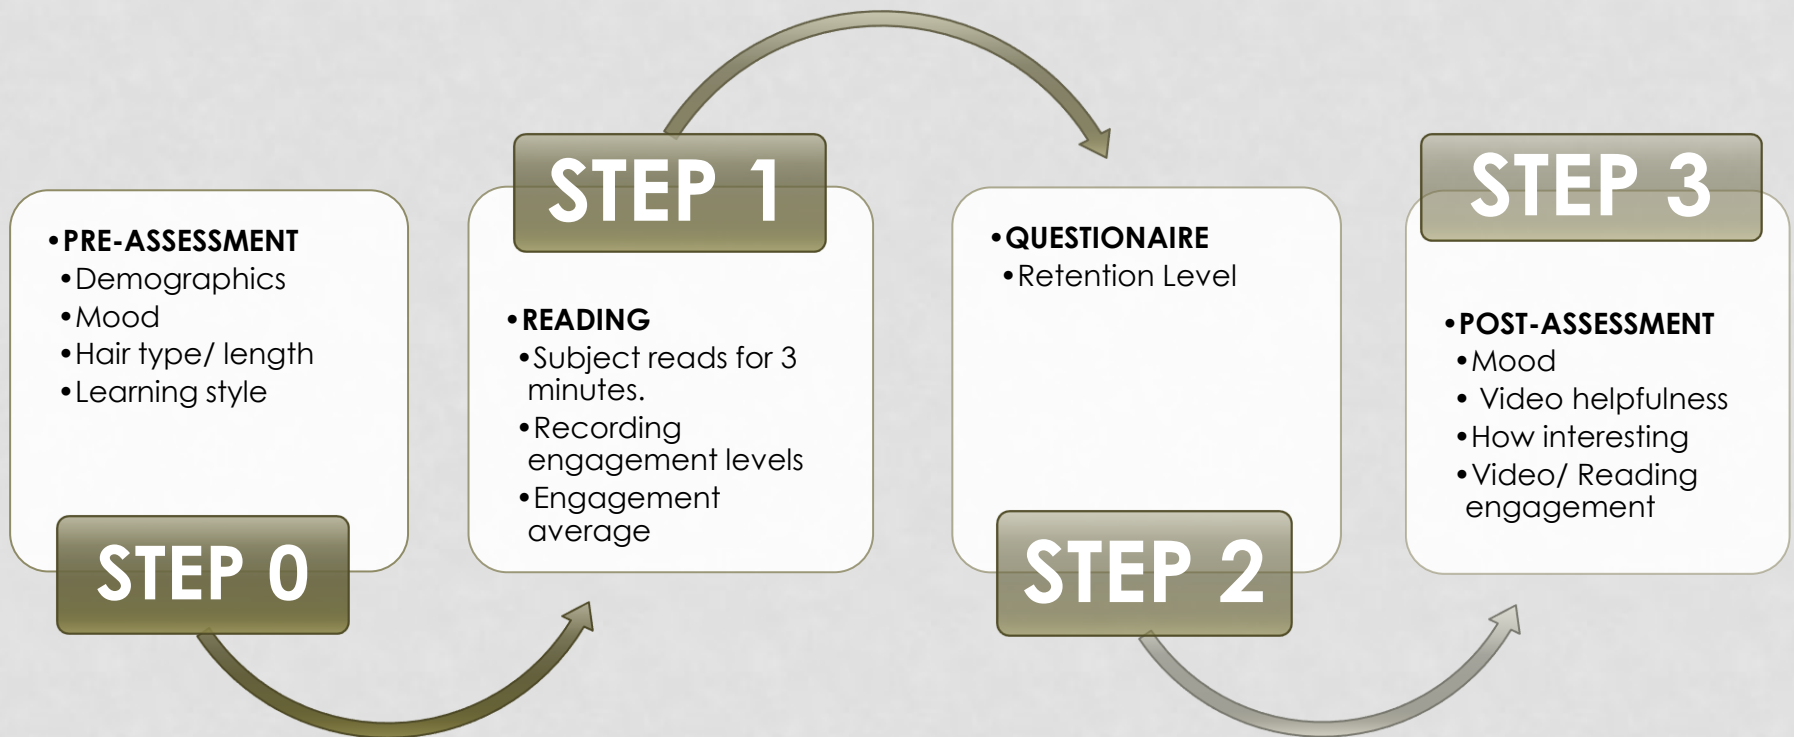 •PRE-ASSESSMENT
•Demographics
•Mood
•Hair type/ length
•Learning style
STEP 0
STEP 1
•READING
•Subject reads for 3
minutes.
•Recording
engagement levels
•Engagement
average
•QUESTIONAIRE
•Retention Level
STEP 2
STEP 3
•POST-ASSESSMENT
•Mood
• Video helpfulness
•How interesting
•Video/ Reading
engagement